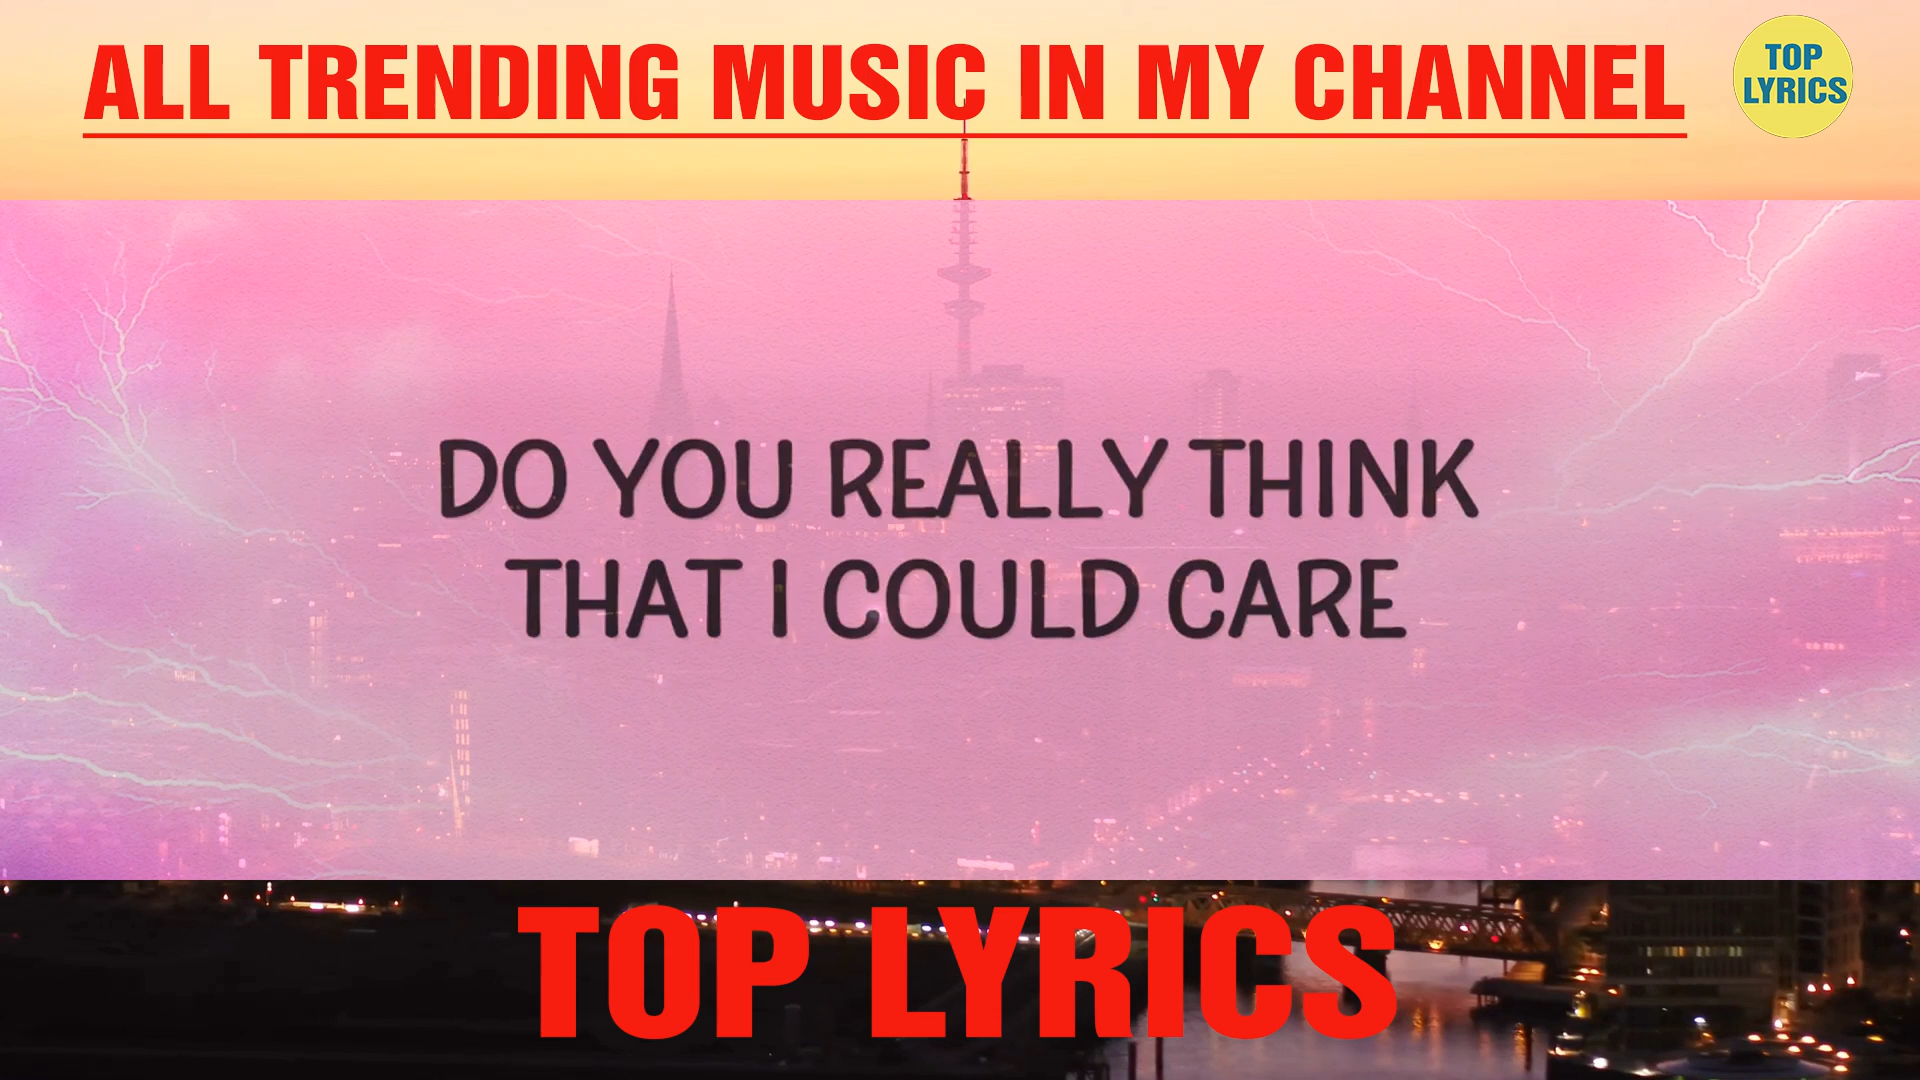 ALL TRENDING MUSIC IN MY CHANNEL
TOP
LYRICS
DO YOU REALLY THINK
THAT I COULD CARE
TOP LYRICS